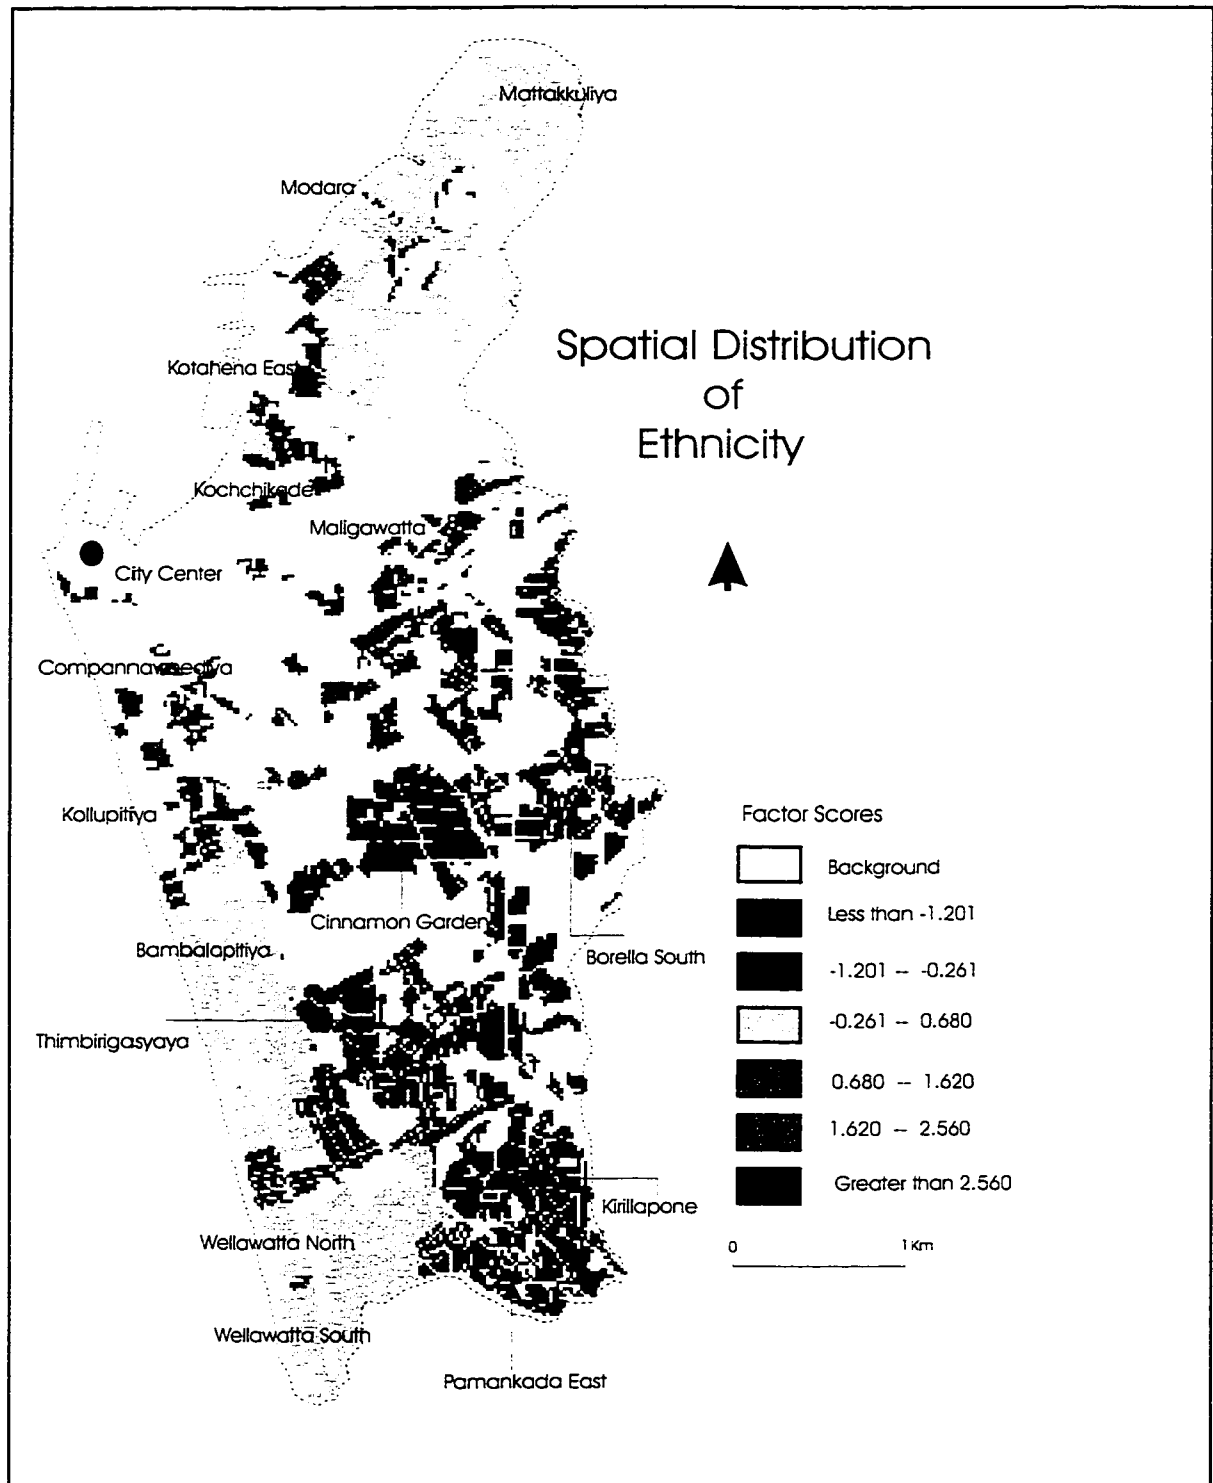 Mattakkuliya
Modara
Spatial Distribution
of
Ethnicity
Kotahena East
Kochchikade
Maligawatta
City Center
Compannaveediya
Kollupitiya
Cinnamon Garden
Bambalapitiya
Borella South
Thimbirigasyaya
Kirillapone
Wellawatta North
Wellawatta South
Pamankada East
Factor Scores
Background
Less than -1.201
-1.201 -- -0.261
-0.261 -- 0.680
0.680 -- 1.620
1.620 -- 2.560
Greater than 2.560
0 1 Km